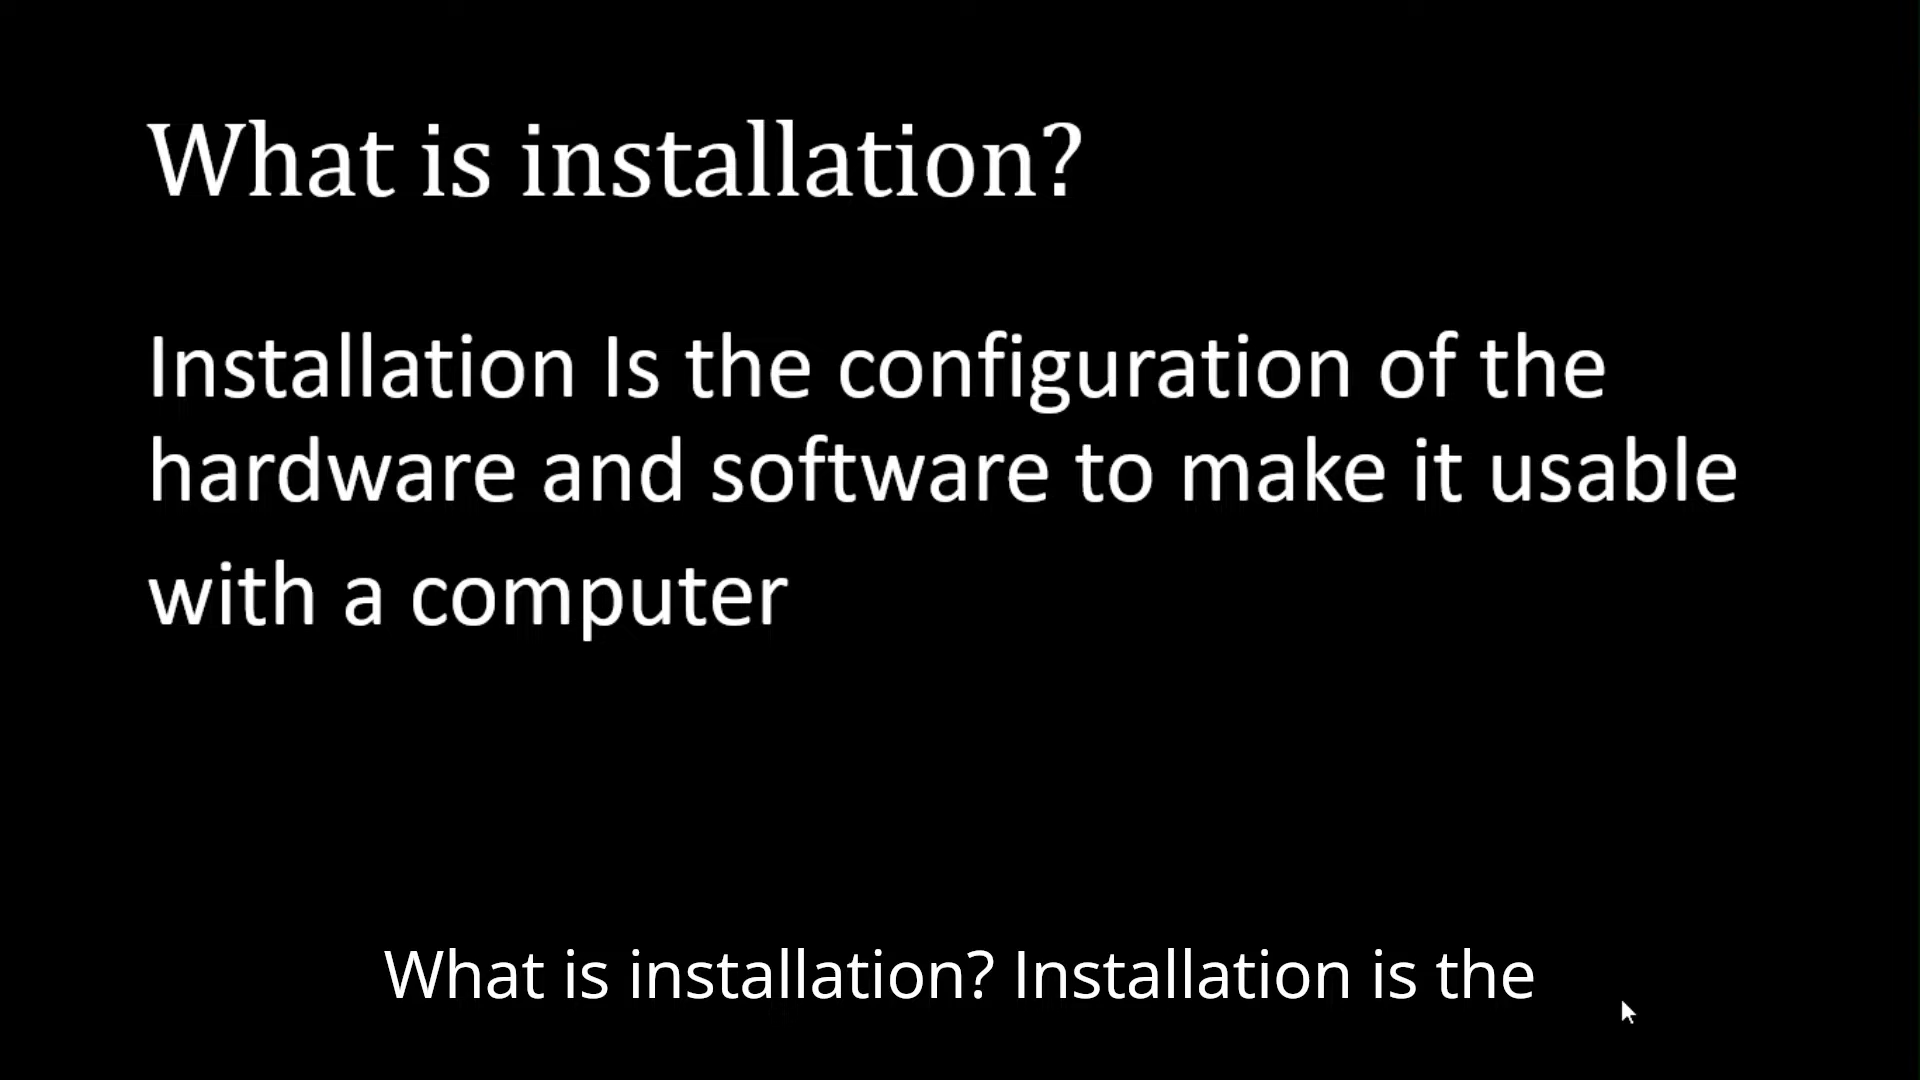 What is installation?
Installation Is the configuration of the
hardware and software to make it usable
with a computer
What is installation? Installation is the